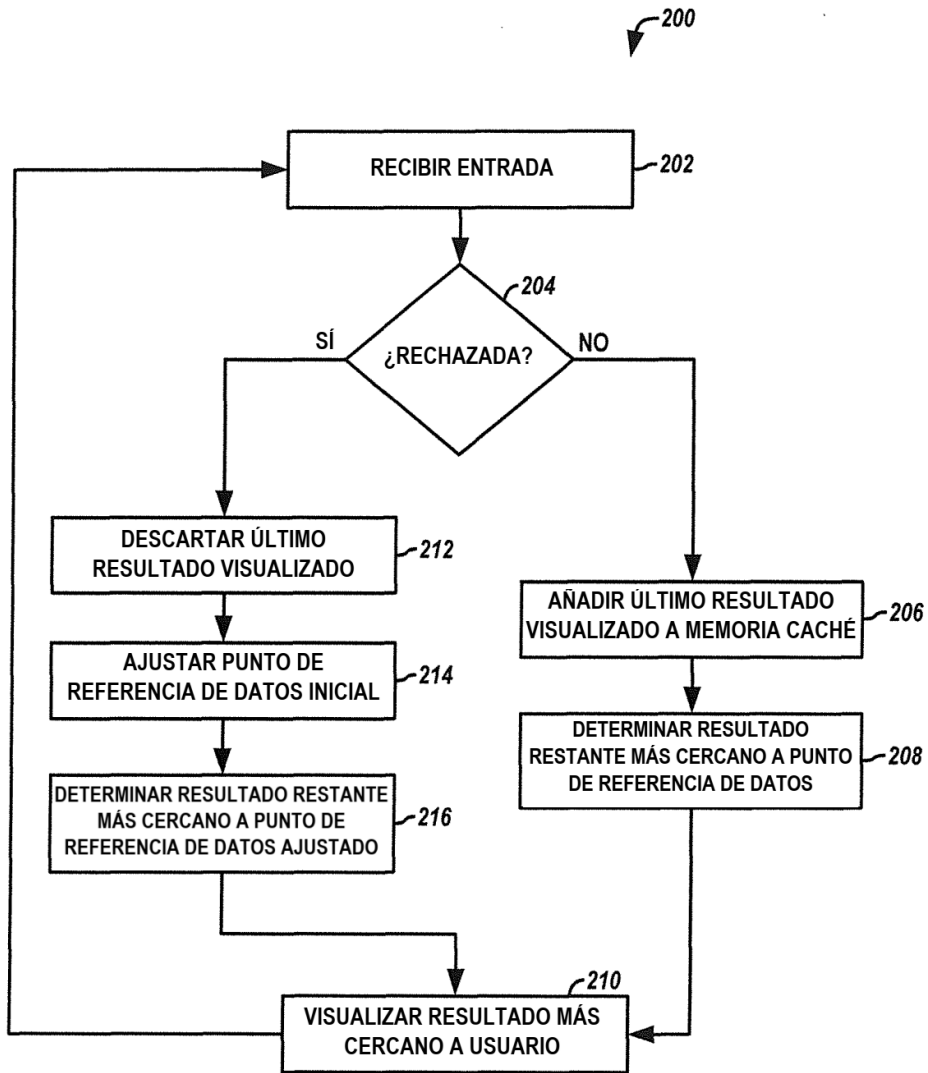 200
RECIBIR ENTRADA
202
204
¿RECHAZADA?
SÍ
NO
DESCARTAR ÚLTIMO
RESULTADO VISUALIZADO
212
AJUSTAR PUNTO DE
REFERENCIA DE DATOS INICIAL
214
DETERMINAR RESULTADO RESTANTE
MÁS CERCANO A PUNTO DE
REFERENCIA DE DATOS AJUSTADO
216
AÑADIR ÚLTIMO RESULTADO
VISUALIZADO A MEMORIA CACHÉ
206
DETERMINAR RESULTADO
RESTANTE MÁS CERCANO A PUNTO
DE REFERENCIA DE DATOS
208
210
VISUALIZAR RESULTADO MÁS
CERCANO A USUARIO